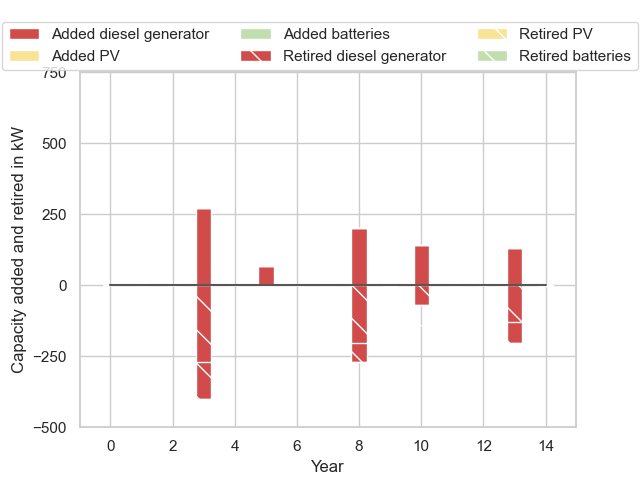 Added diesel generator
Added PV
Added batteries
Retired diesel generator
Retired PV
Retired batteries
750
500
250
0
−250
−500
Capacity added and retired in kW
0 2 4 6 8 10 12 14
Year